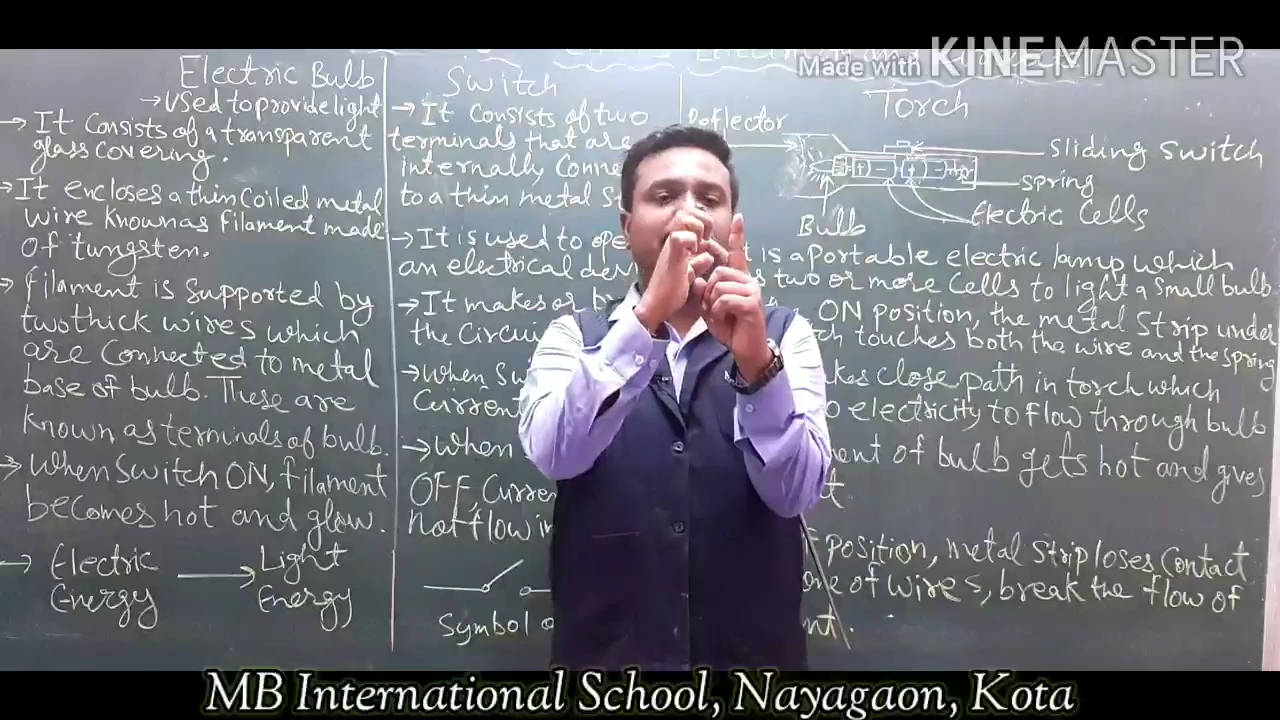 Made with KINEMASTER
Electric Bulb
→ Used to provide light
→ It Consists of a transparent
glass covering.
→ It encloses a thin Coiled metal
wire known as filament made
of tungsten.
→ filament is supported by
two thick wires which
are Connected to metal
base of bulb. These are
known as terminals of bulb.
→ When Switch ON, filament
becomes hot and glow.
→ Electric Energy → Light Energy
Switch
→ It consists of two
terminals that are
internally Conne
to a thin metal S
→ It is used to ope
an electrical dev
→ It makes or b
the Circui
→ When Sw
Current
→ When
OFF, Curren
not flow in
Symbol o
Torch
Reflector
Sliding Switch
Spring
Electric Cells
Bulb
t is a Portable electric lamp which
s two or more Cells to light a Small bulb.
ON position, the metal Strip under
ch touches both the wire and the spring
kes close path in torch which
o electricity to flow through bulb
ment of bulb gets hot and gives
t.
position, metal Strip loses Contact
one of wires, break the flow of
nt.
MB International School, Nayagaon, Kota